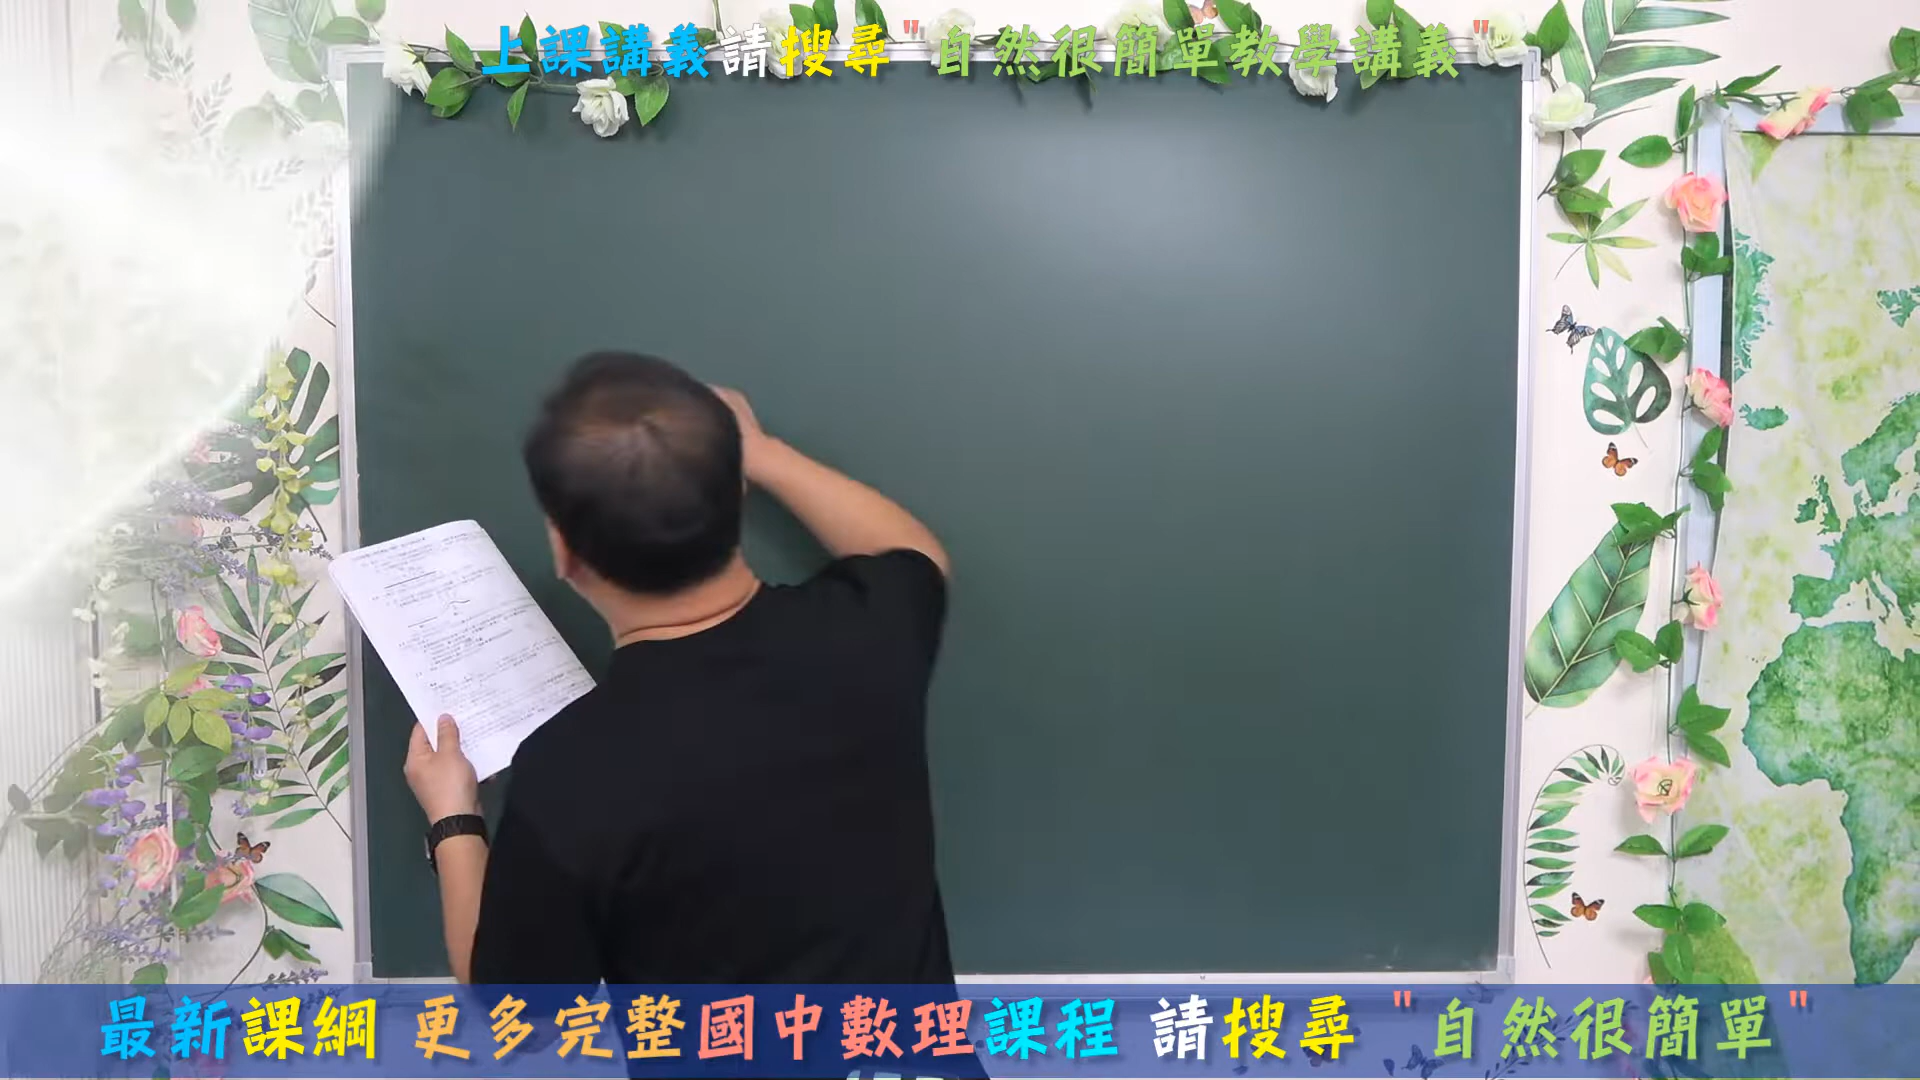 上課講義請搜尋"自然很簡單教學講義"
最新課綱 更多完整國中數理課程 請搜尋 "自然很簡單"